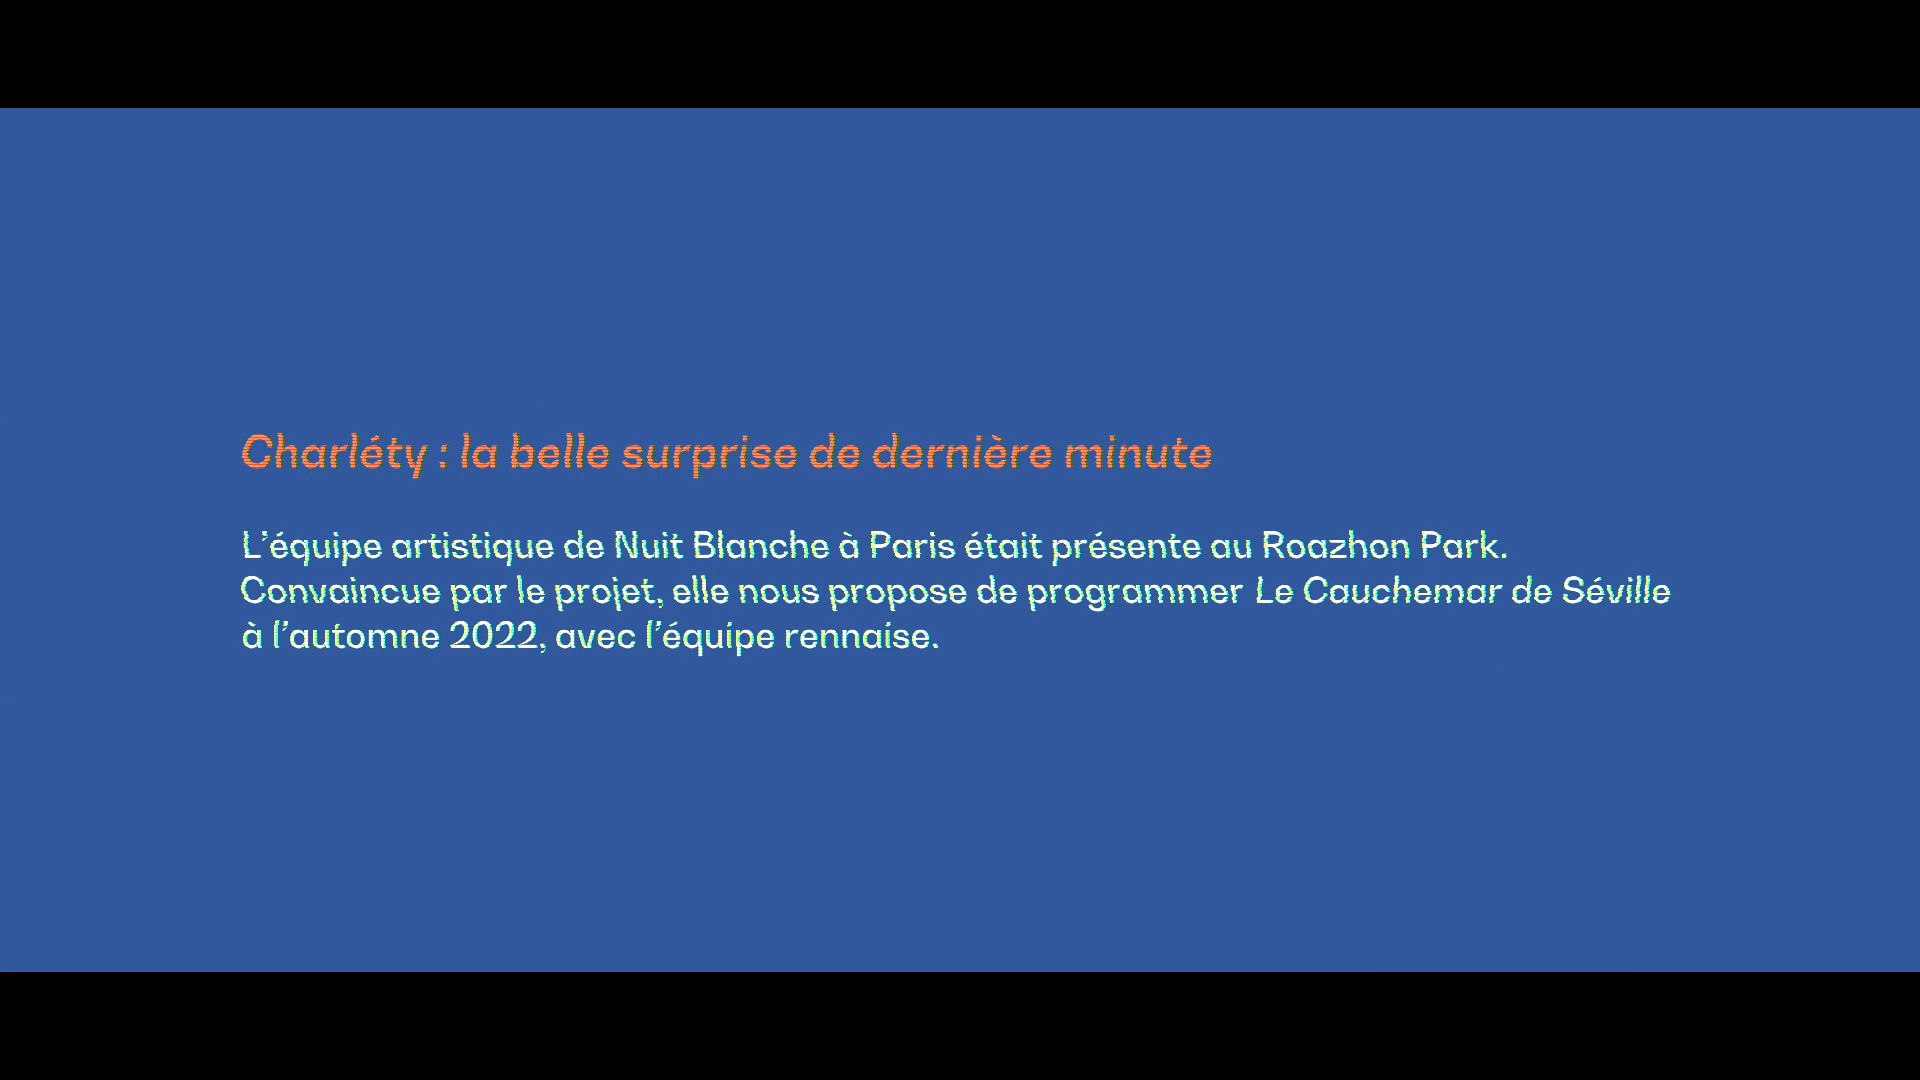 Charléty : la belle surprise de dernière minute
L’équipe artistique de Nuit Blanche à Paris était présente au Roazhon Park.
Convaincue par le projet, elle nous propose de programmer Le Cauchemar de Séville
à l’automne 2022, avec l’équipe rennaise.